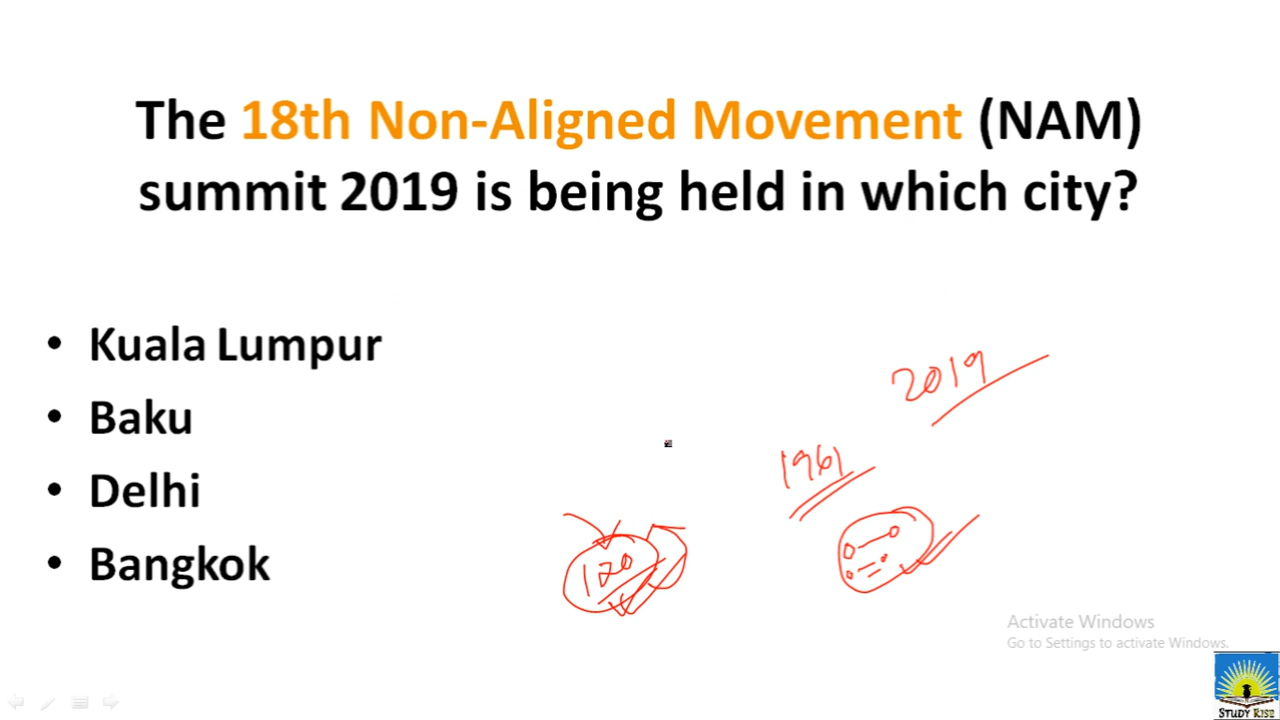 The 18th Non-Aligned Movement (NAM)
summit 2019 is being held in which city?
• Kuala Lumpur
• Baku
• Delhi
• Bangkok
2019
1961
120
Activate Windows
Go to Settings to activate Windows.
STUDY RISE